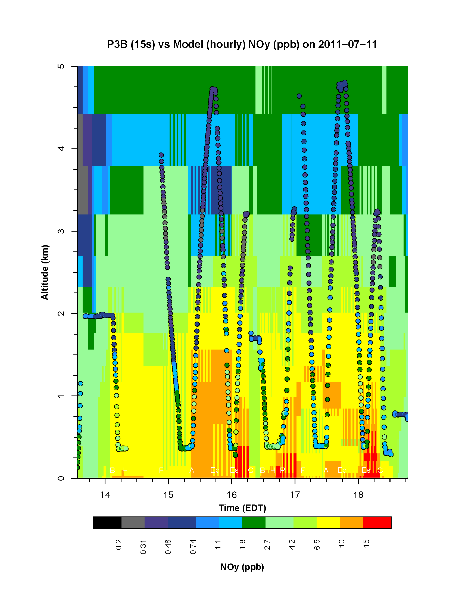 P3B (15s) vs Model (hourly) NOy (ppb) on 2011−07−11
Altitude (km)
5
4
3
2
1
0
14 15 16 17 18
Time (EDT)
0.2 0.31 0.48 0.74 1.1 1.8 2.7 4.2 6.5 10
NOy (ppb)